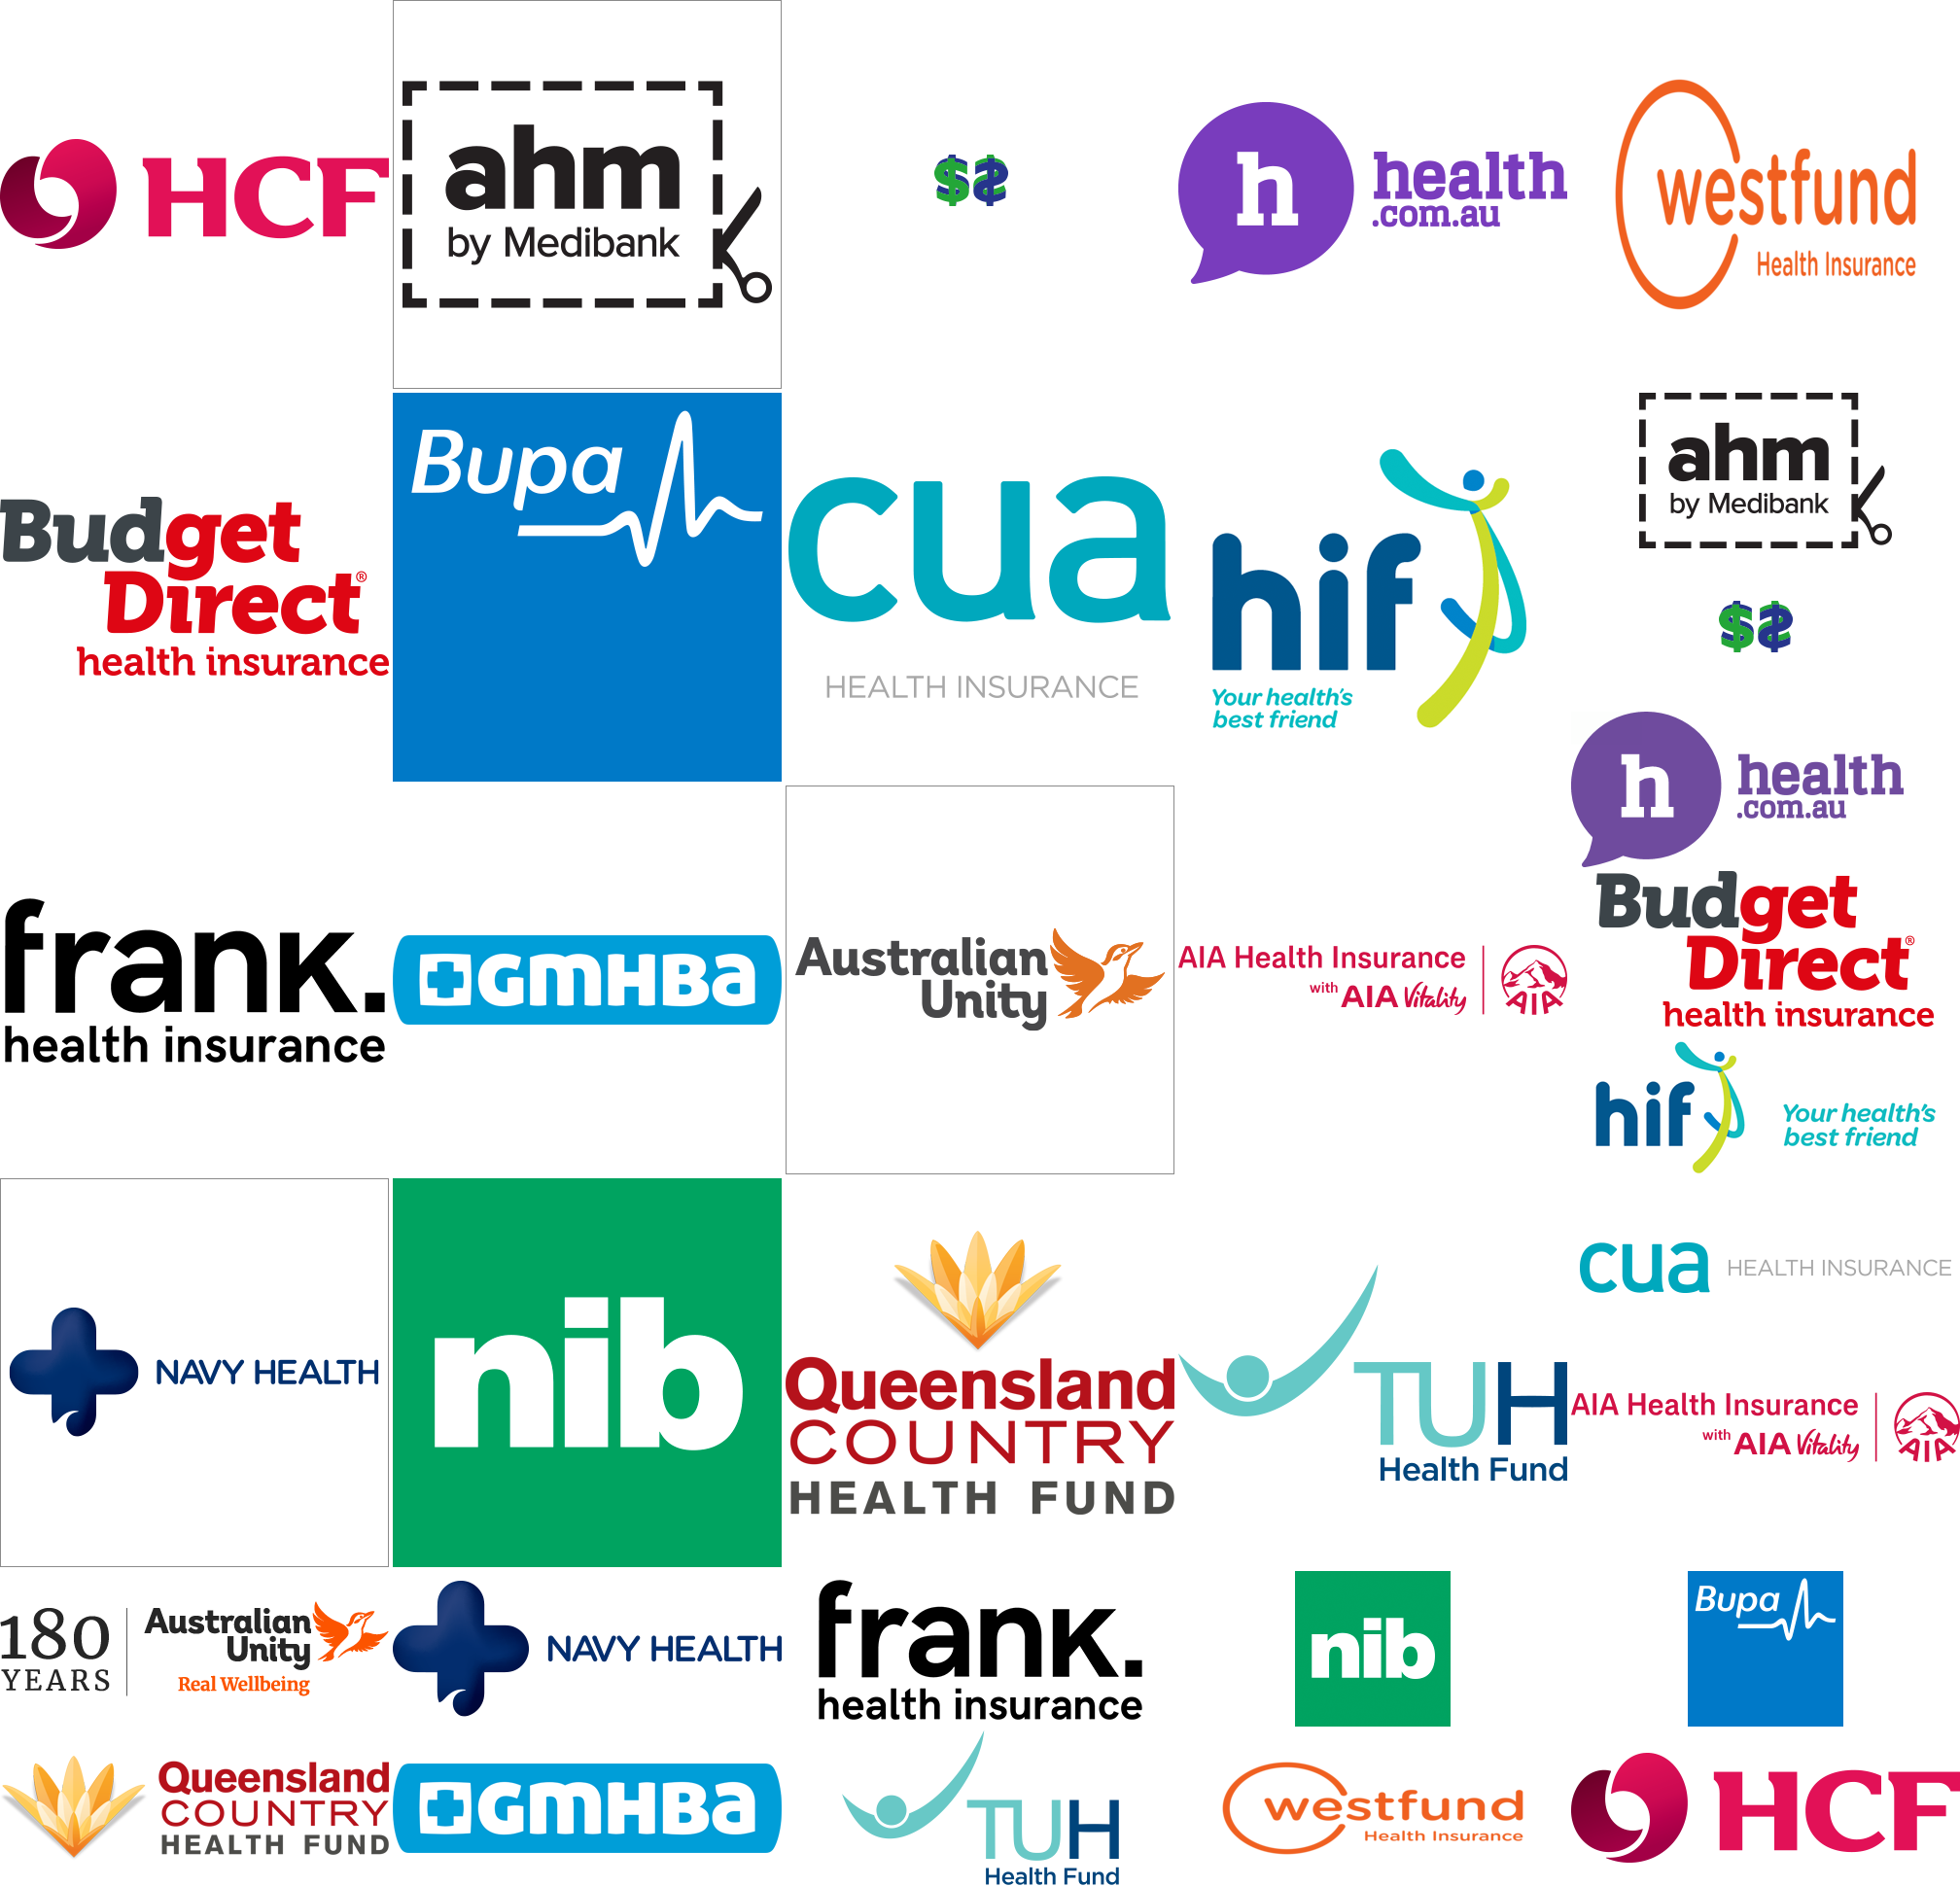 HCF
ahm
by Medibank
$$
h
health
.com.au
westfund
Health Insurance
Budget
Direct®
health insurance
Bupa
cua
HEALTH INSURANCE
hif
Your health's
best friend
ahm
by Medibank
$$
h
health
.com.au
frank.
health insurance
GMHBA
Australian
Unity
AIA Health Insurance
with AIA Vitality
AIA
Budget
Direct®
health insurance
hif
Your health's
best friend
NAVY HEALTH
nib
Queensland
COUNTRY
HEALTH FUND
TUH
Health Fund
cua HEALTH INSURANCE
AIA Health Insurance
with AIA Vitality
AIA
180
YEARS
Australian
Unity
Real Wellbeing
NAVY HEALTH
frank.
health insurance
nib
Bupa
Queensland
COUNTRY
HEALTH FUND
GMHBA
TUH
Health Fund
westfund
Health Insurance
HCF